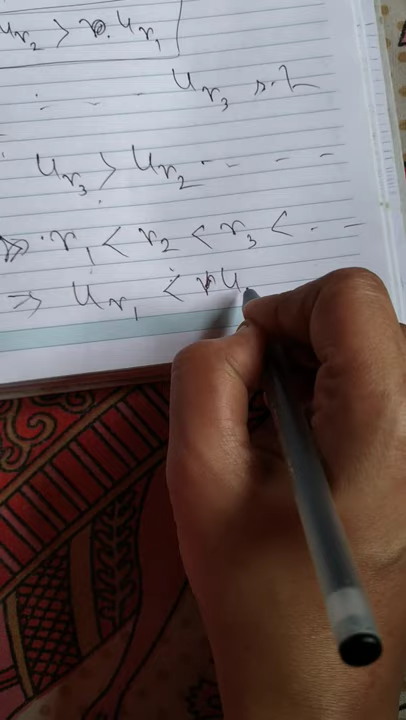 u_{r_2} > u_{r_1}
. - - - u_{r_3} s.t
u_{r_3} > u_{r_2} - - - -
⇒ r_1 < r_2 < r_3 < . - -
⇒ u_{r_1} < u